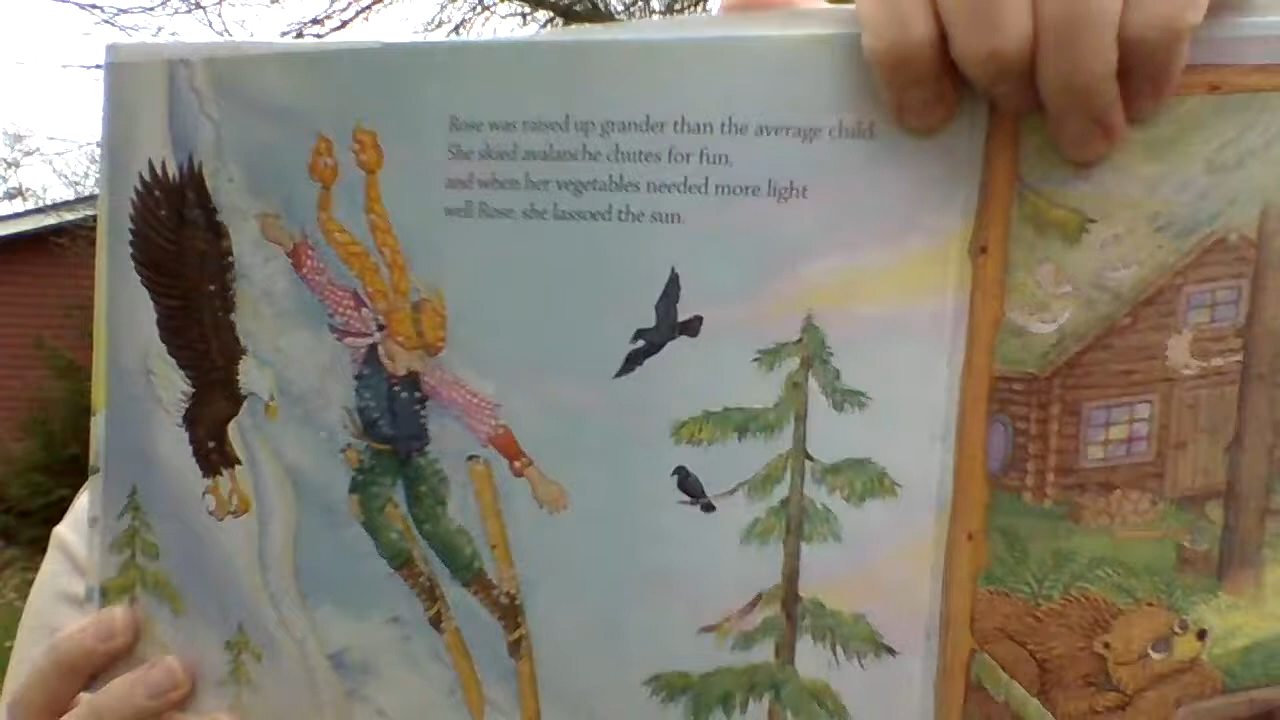 Rose was raised up grander than the average child.
She skied avalanche chutes for fun,
and when her vegetables needed more light
well Rose, she lassoed the sun.